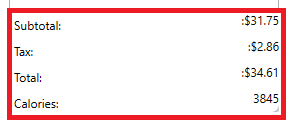 Subtotal: :$31.75
Tax: :$2.86
Total: :$34.61
Calories: 3845